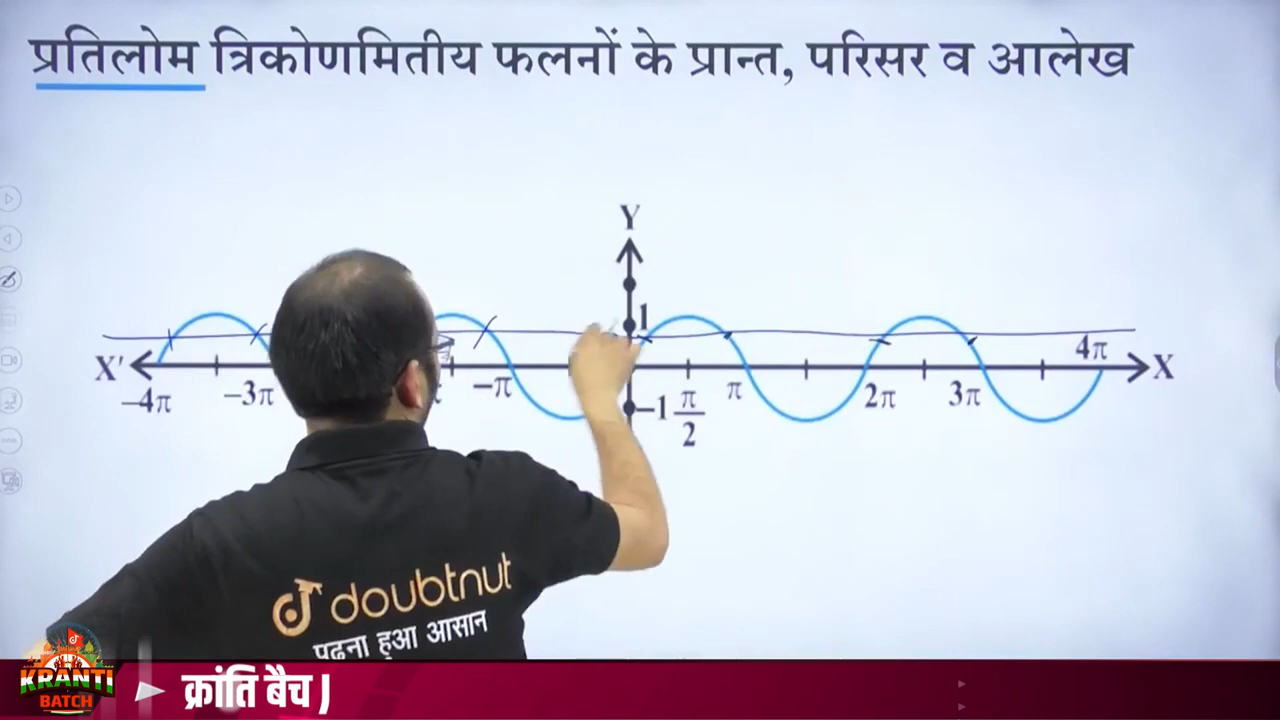 प्रतिलोम त्रिकोणमितीय फलनों के प्रान्त, परिसर व आलेख
Y
1
X′
X
4π
–4π
–3π
–π
–1
π/2
π
2π
3π
doubtnut
पढ़ना हुआ आसान
KRANTI
BATCH
क्रांति बैच